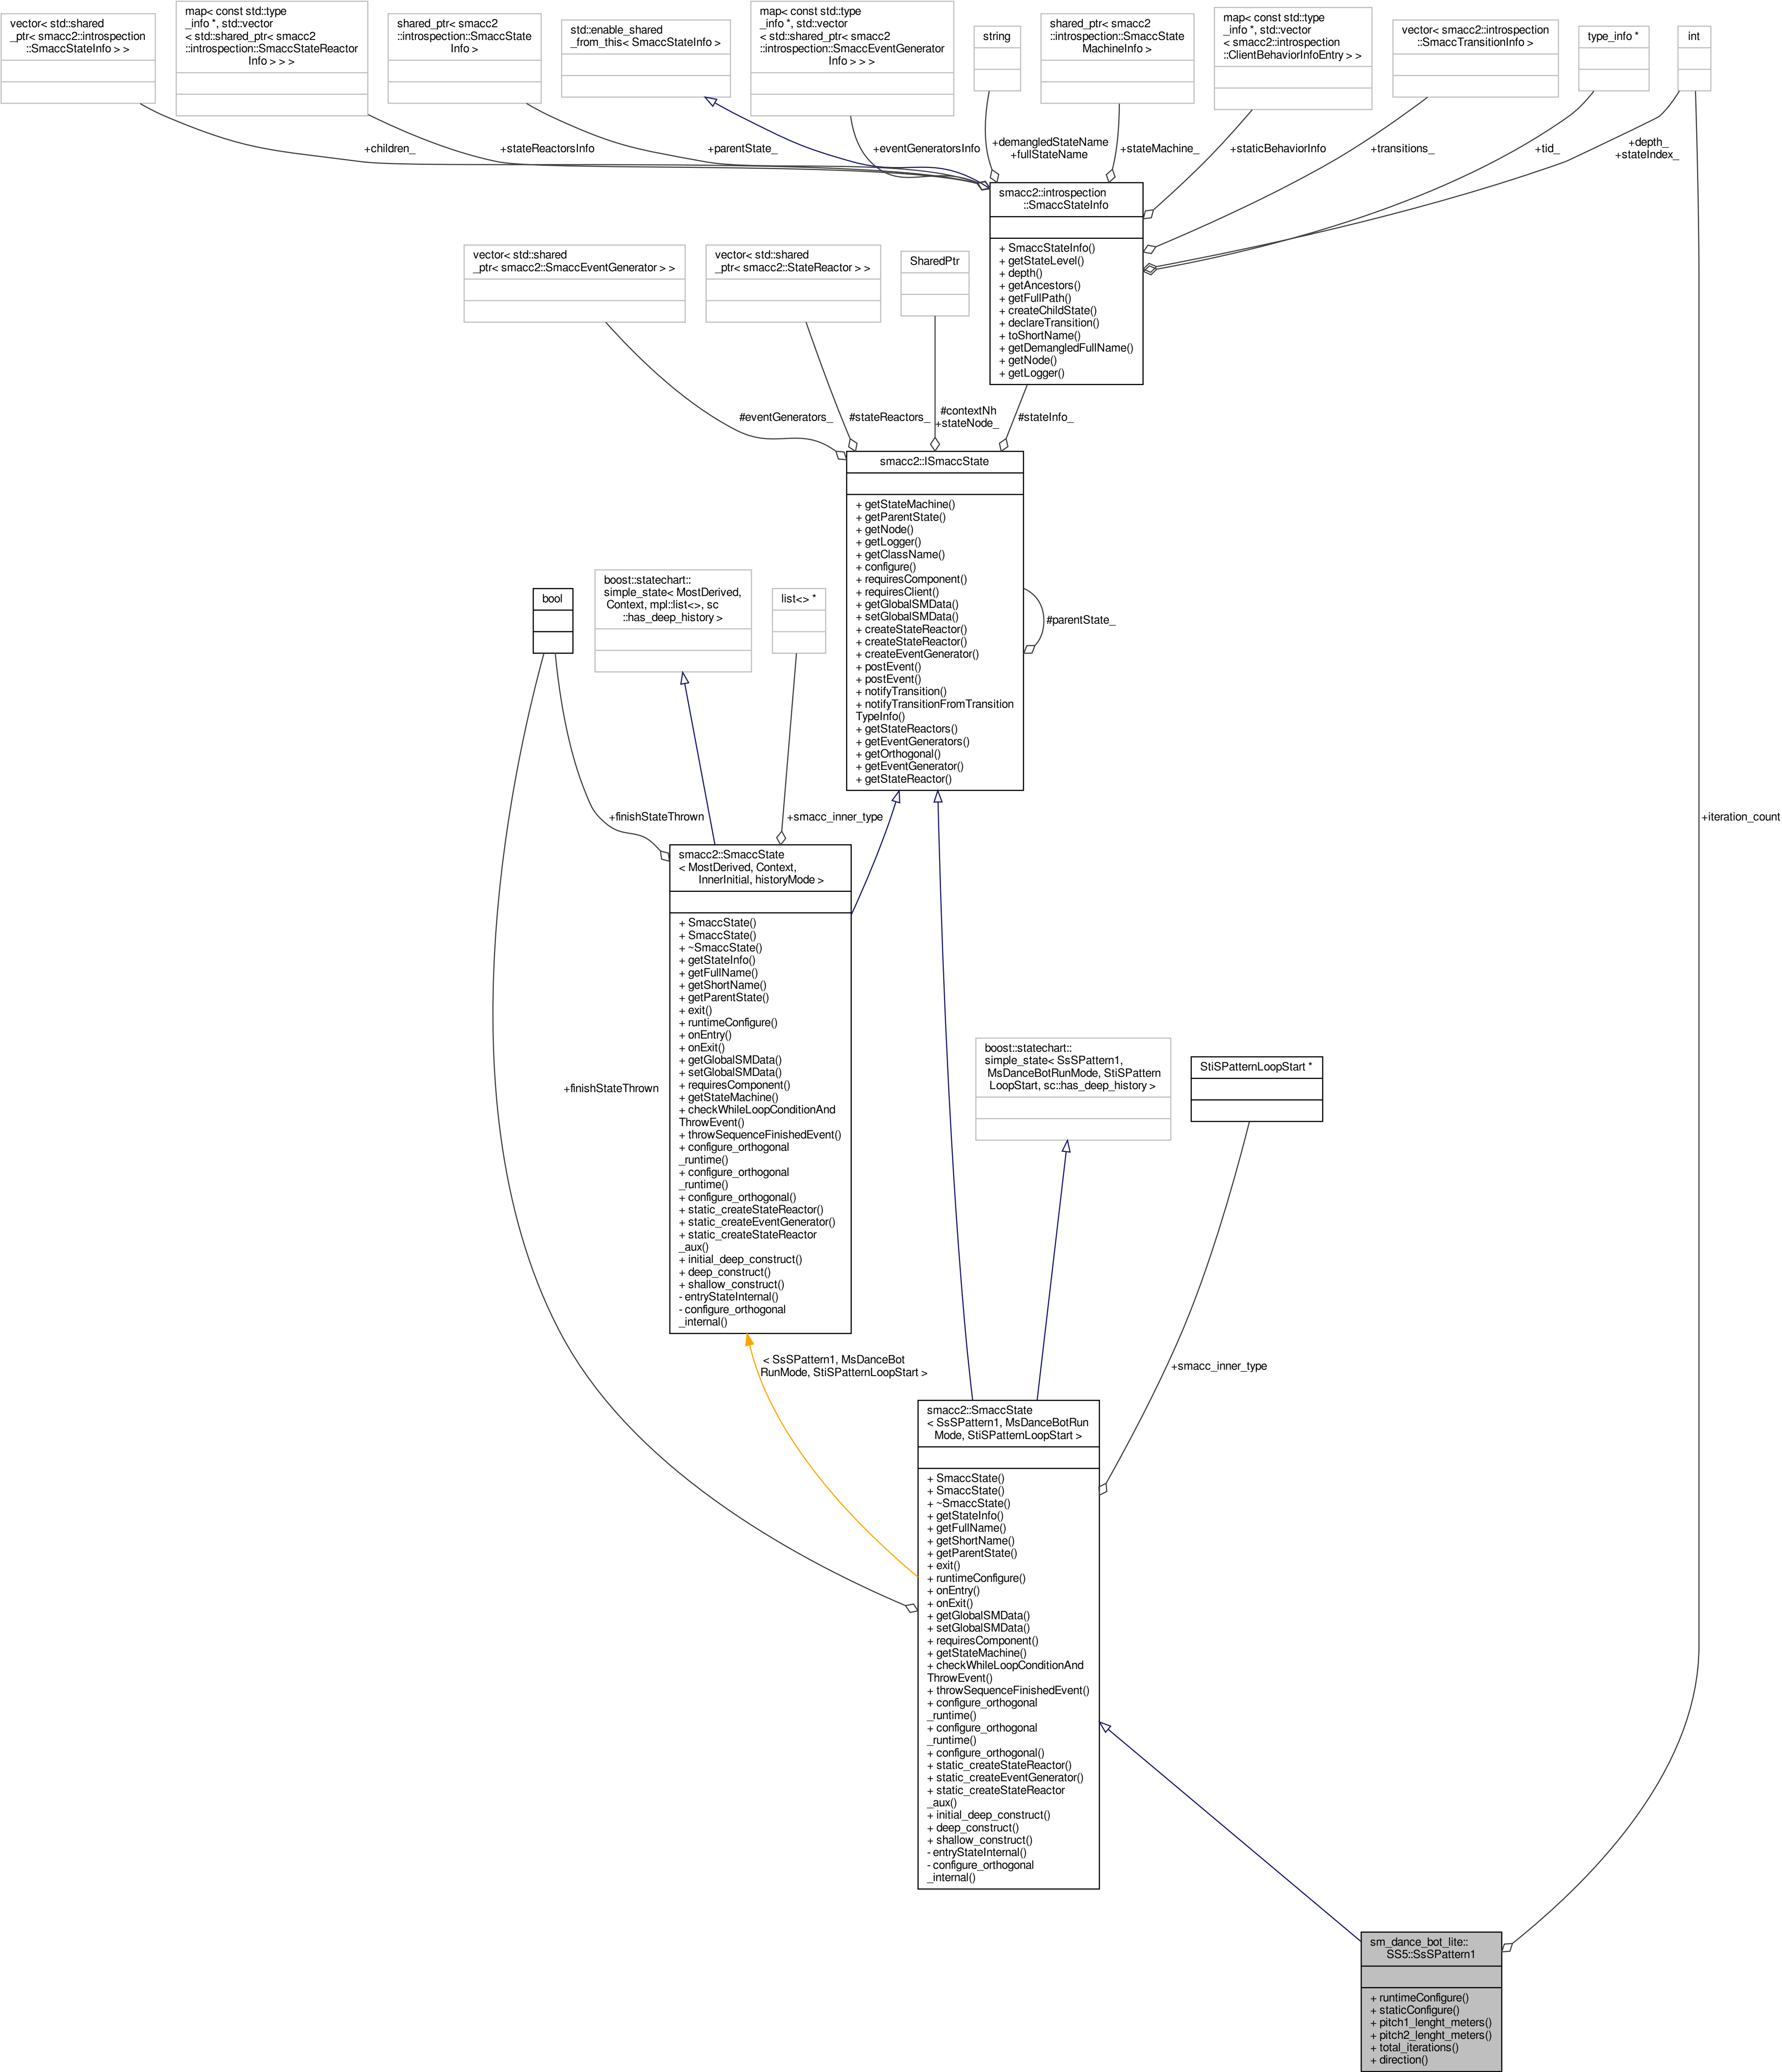 vector< std::shared
_ptr< smacc2::introspection
::SmaccStateInfo > >
map< const std::type
_info *, std::vector
< std::shared_ptr< smacc2
::introspection::SmaccStateReactor
Info > > >
shared_ptr< smacc2
::introspection::SmaccState
Info >
std::enable_shared
_from_this< SmaccStateInfo >
map< const std::type
_info *, std::vector
< std::shared_ptr< smacc2
::introspection::SmaccEventGenerator
Info > > >
string
shared_ptr< smacc2
::introspection::SmaccState
MachineInfo >
map< const std::type
_info *, std::vector
< smacc2::introspection
::ClientBehaviorInfoEntry > >
vector< smacc2::introspection
::SmaccTransitionInfo >
type_info *
int
+children_
+stateReactorsInfo
+parentState_
+eventGeneratorsInfo
+demangledStateName
+fullStateName
+stateMachine_
+staticBehaviorInfo
+transitions_
+tid_
+depth_
+stateIndex_
smacc2::introspection
::SmaccStateInfo
+ SmaccStateInfo()
+ getStateLevel()
+ depth()
+ getAncestors()
+ getFullPath()
+ createChildState()
+ declareTransition()
+ toShortName()
+ getDemangledFullName()
+ getNode()
+ getLogger()
vector< std::shared
_ptr< smacc2::SmaccEventGenerator > >
vector< std::shared
_ptr< smacc2::StateReactor > >
SharedPtr
#eventGenerators_
#stateReactors_
#contextNh
+stateNode_
#stateInfo_
smacc2::ISmaccState
+ getStateMachine()
+ getParentState()
+ getNode()
+ getLogger()
+ getClassName()
+ configure()
+ requiresComponent()
+ requiresClient()
+ getGlobalSMData()
+ setGlobalSMData()
+ createStateReactor()
+ createStateReactor()
+ createEventGenerator()
+ postEvent()
+ postEvent()
+ notifyTransition()
+ notifyTransitionFromTransition
TypeInfo()
+ getStateReactors()
+ getEventGenerators()
+ getOrthogonal()
+ getEventGenerator()
+ getStateReactor()
#parentState_
bool
boost::statechart::
simple_state< MostDerived,
Context, mpl::list<>, sc
::has_deep_history >
list<> *
+finishStateThrown
+smacc_inner_type
+iteration_count
smacc2::SmaccState
< MostDerived, Context,
InnerInitial, historyMode >
+ SmaccState()
+ SmaccState()
+ ~SmaccState()
+ getStateInfo()
+ getFullName()
+ getShortName()
+ getParentState()
+ exit()
+ runtimeConfigure()
+ onEntry()
+ onExit()
+ getGlobalSMData()
+ setGlobalSMData()
+ requiresComponent()
+ getStateMachine()
+ checkWhileLoopConditionAnd
ThrowEvent()
+ throwSequenceFinishedEvent()
+ configure_orthogonal
_runtime()
+ configure_orthogonal
_runtime()
+ configure_orthogonal()
+ static_createStateReactor()
+ static_createEventGenerator()
+ static_createStateReactor
_aux()
+ initial_deep_construct()
+ deep_construct()
+ shallow_construct()
- entryStateInternal()
- configure_orthogonal
_internal()
+finishStateThrown
boost::statechart::
simple_state< SsSPattern1,
MsDanceBotRunMode, StiSPattern
LoopStart, sc::has_deep_history >
StiSPatternLoopStart *
< SsSPattern1, MsDanceBot
RunMode, StiSPatternLoopStart >
+smacc_inner_type
smacc2::SmaccState
< SsSPattern1, MsDanceBotRun
Mode, StiSPatternLoopStart >
+ SmaccState()
+ SmaccState()
+ ~SmaccState()
+ getStateInfo()
+ getFullName()
+ getShortName()
+ getParentState()
+ exit()
+ runtimeConfigure()
+ onEntry()
+ onExit()
+ getGlobalSMData()
+ setGlobalSMData()
+ requiresComponent()
+ getStateMachine()
+ checkWhileLoopConditionAnd
ThrowEvent()
+ throwSequenceFinishedEvent()
+ configure_orthogonal
_runtime()
+ configure_orthogonal
_runtime()
+ configure_orthogonal()
+ static_createStateReactor()
+ static_createEventGenerator()
+ static_createStateReactor
_aux()
+ initial_deep_construct()
+ deep_construct()
+ shallow_construct()
- entryStateInternal()
- configure_orthogonal
_internal()
sm_dance_bot_lite::
SS5::SsSPattern1
+ runtimeConfigure()
+ staticConfigure()
+ pitch1_lenght_meters()
+ pitch2_lenght_meters()
+ total_iterations()
+ direction()